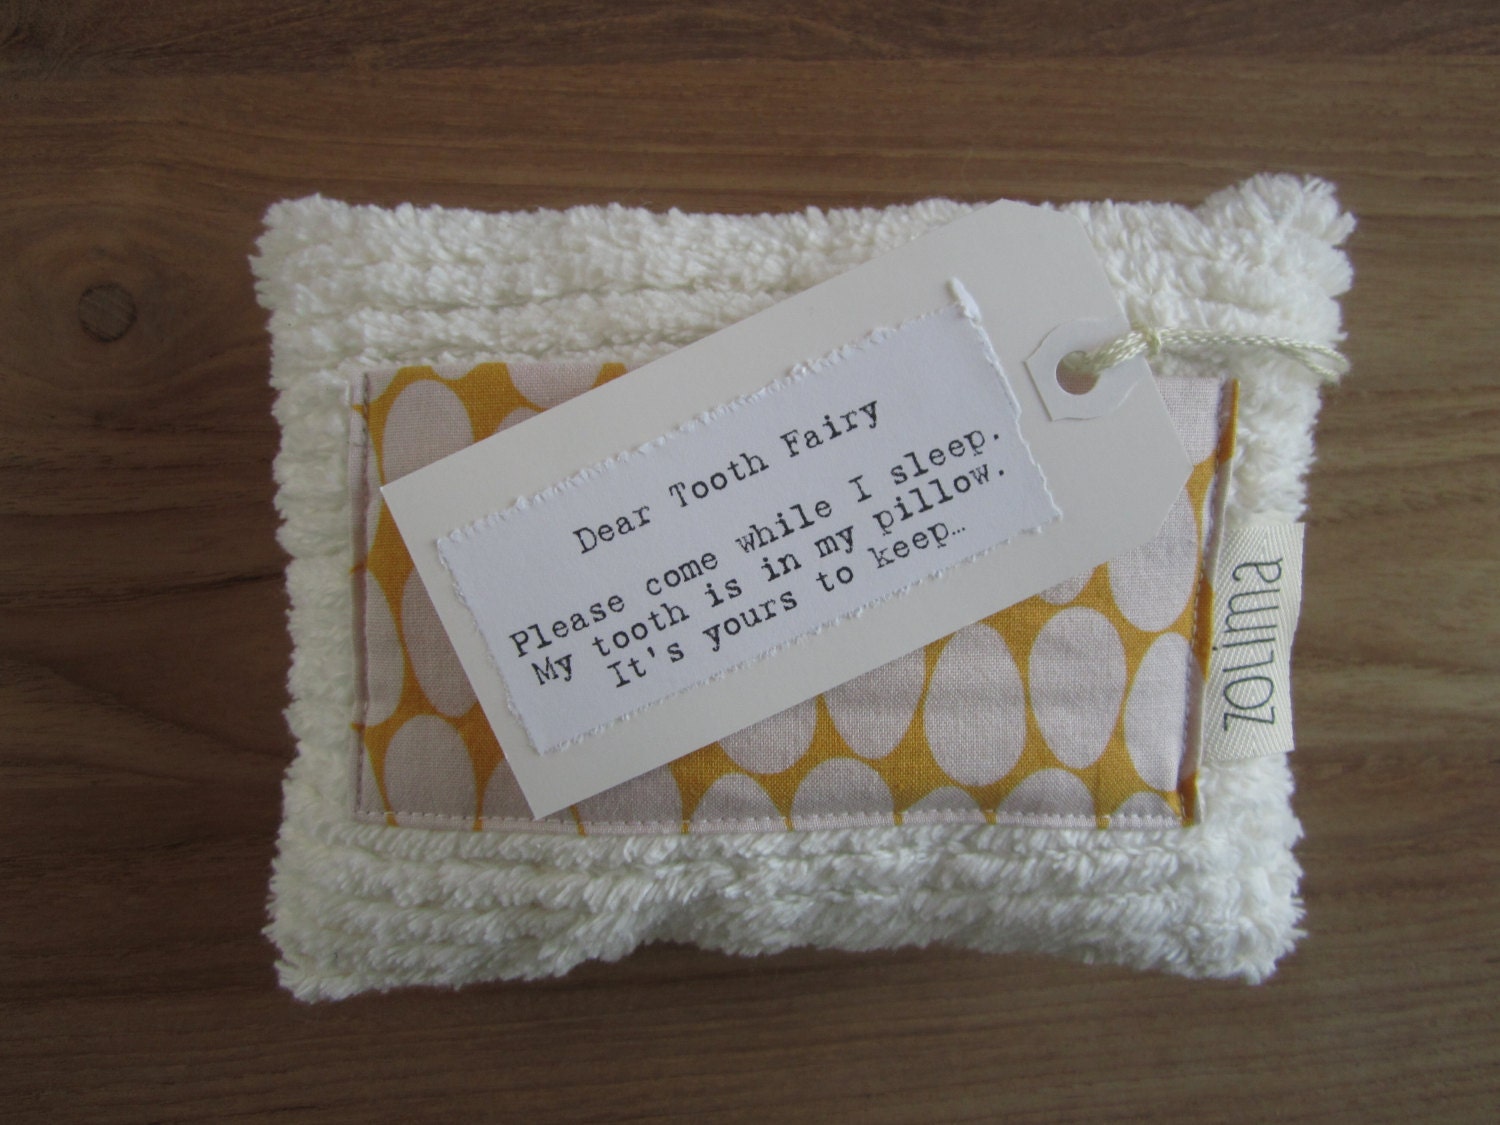 Dear Tooth Fairy
Please come while I sleep.
My tooth is in my pillow.
It's yours to keep…
zolima